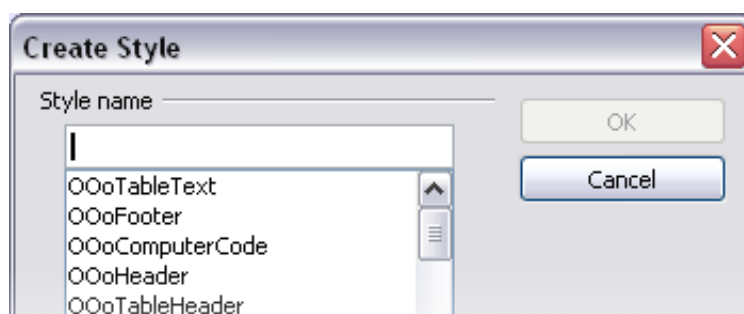 Create Style
Style name
OK
Cancel
OOoTableText
OOoFooter
OOoComputerCode
OOoHeader
OOoTableHeader